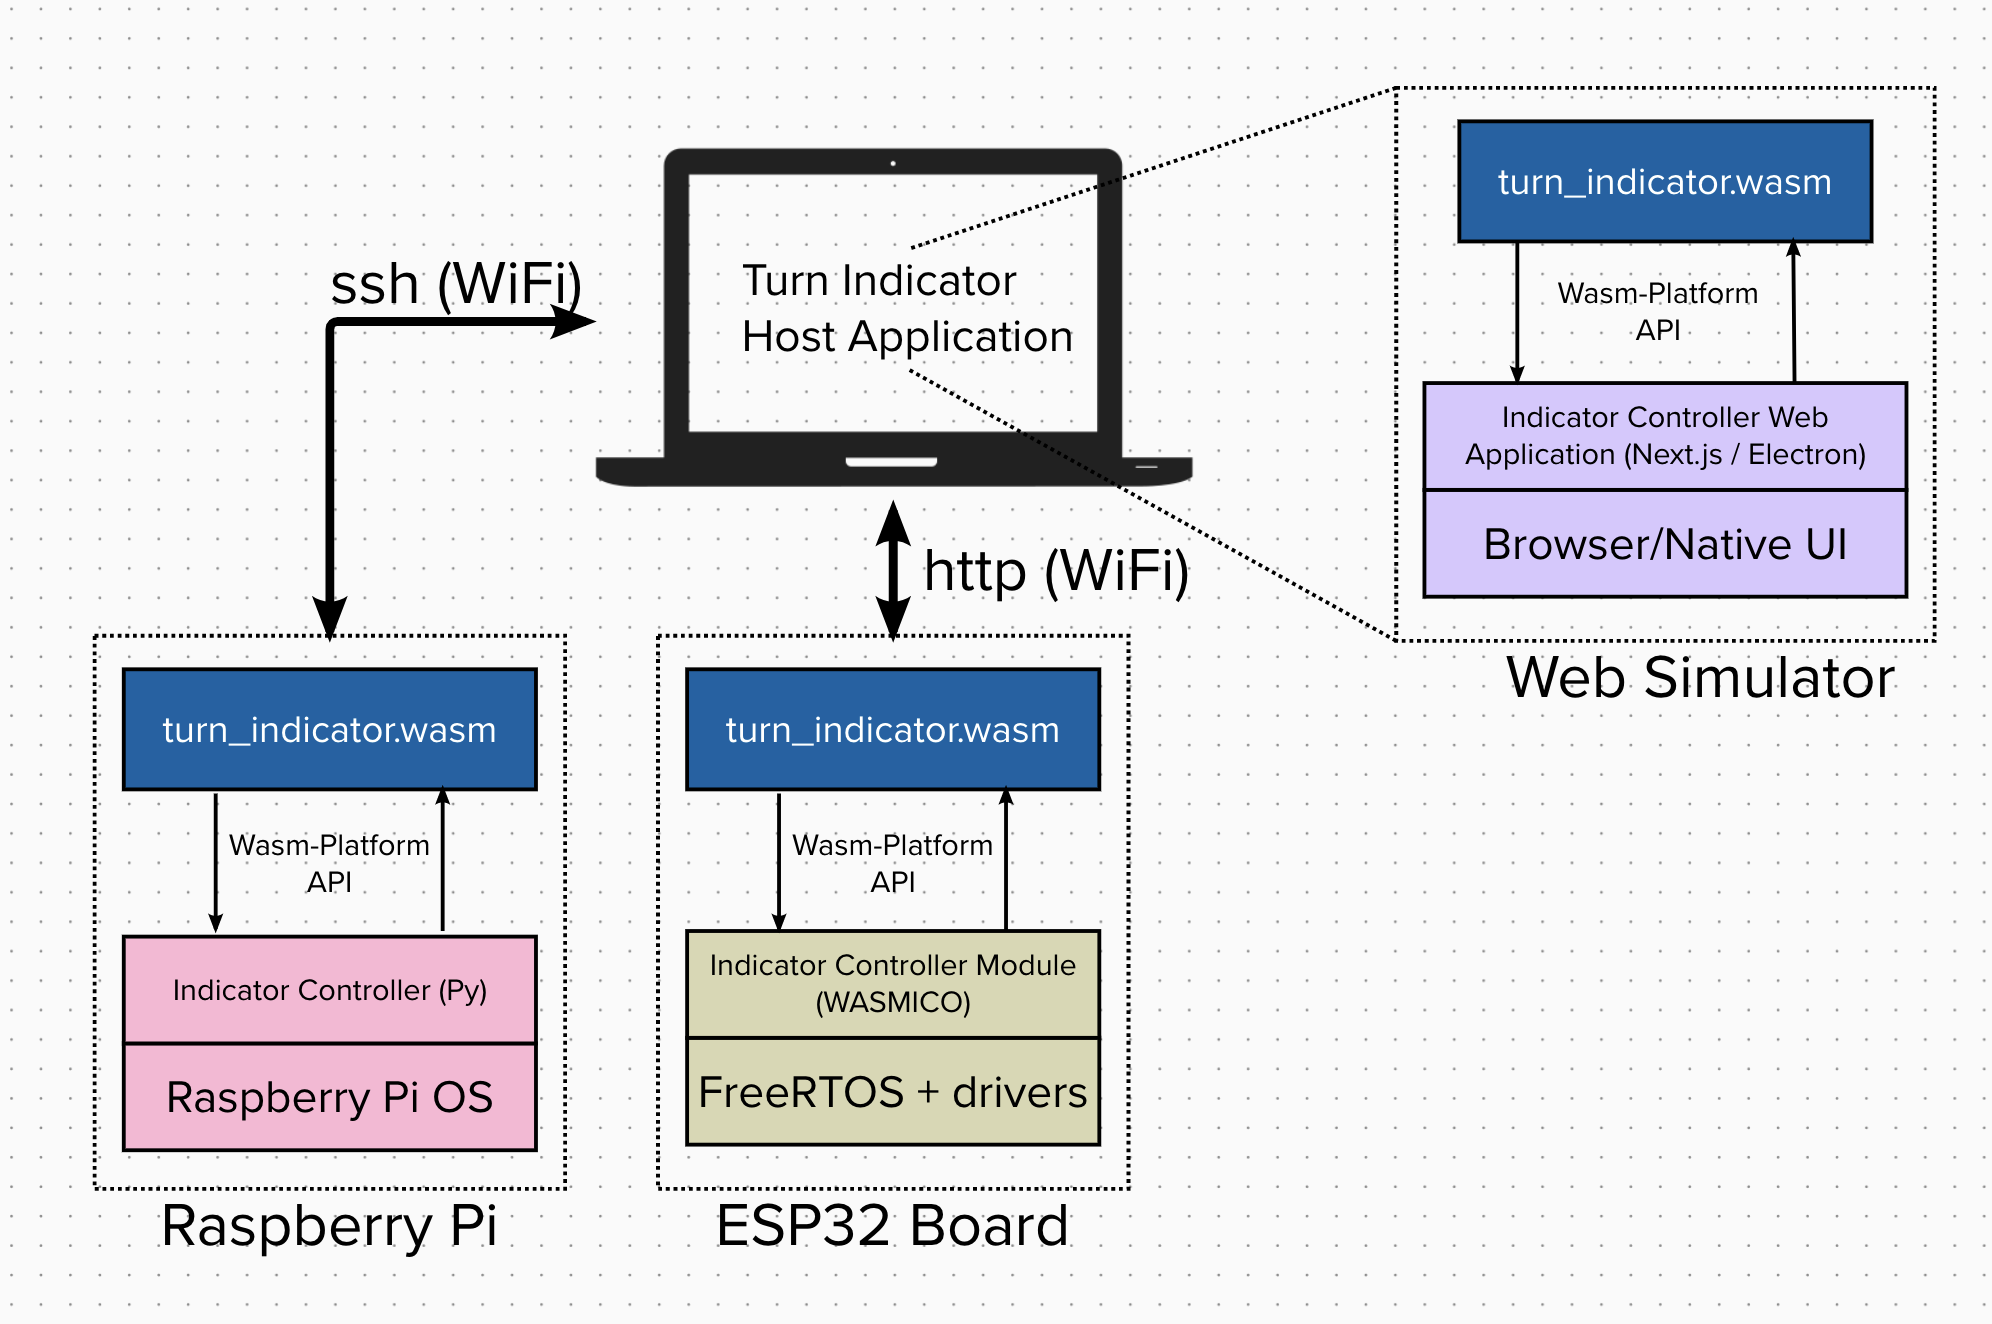 turn_indicator.wasm
Wasm-Platform
API
Indicator Controller Web
Application (Next.js / Electron)
Browser/Native UI
Web Simulator
Turn Indicator
Host Application
ssh (WiFi)
http (WiFi)
turn_indicator.wasm
Wasm-Platform
API
Indicator Controller (Py)
Raspberry Pi OS
Raspberry Pi
turn_indicator.wasm
Wasm-Platform
API
Indicator Controller Module
(WASMICO)
FreeRTOS + drivers
ESP32 Board